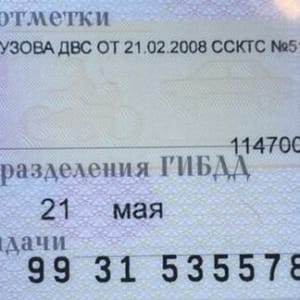 отметки
УЗОВА ДВС ОТ 21.02.2008 ССКТС №5
114700
разделения ГИБДД
21 мая
дачи
99 31 535578